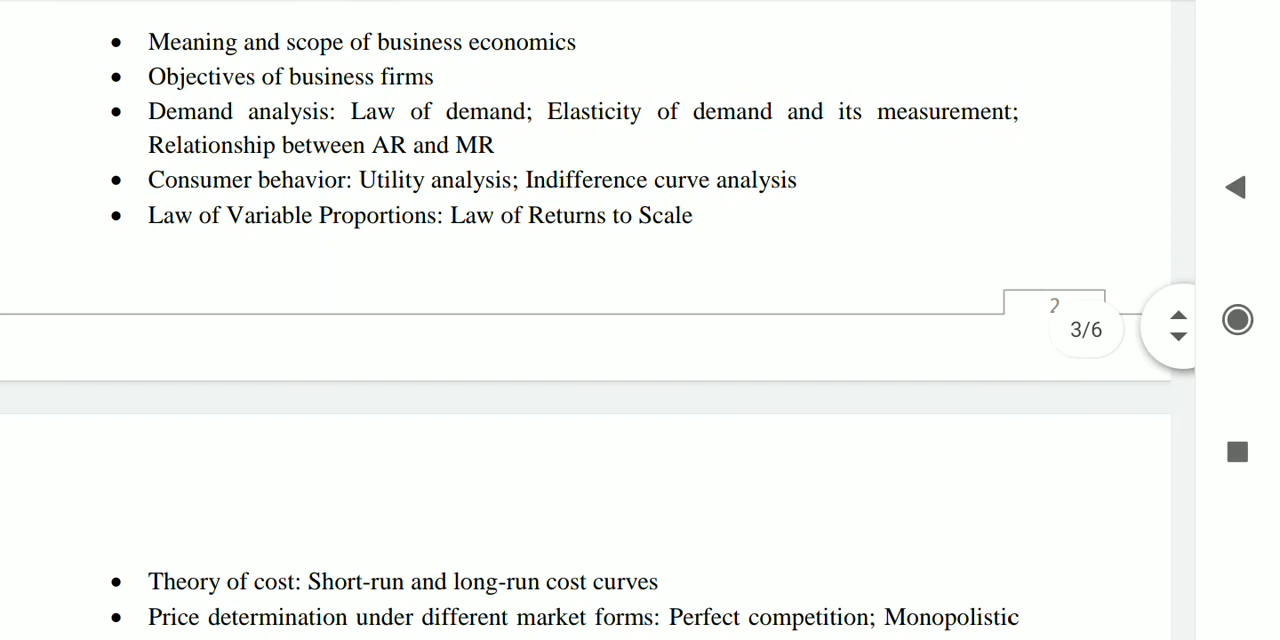 • Meaning and scope of business economics
• Objectives of business firms
• Demand analysis: Law of demand; Elasticity of demand and its measurement;
Relationship between AR and MR
• Consumer behavior: Utility analysis; Indifference curve analysis
• Law of Variable Proportions: Law of Returns to Scale
2
3/6
• Theory of cost: Short-run and long-run cost curves
• Price determination under different market forms: Perfect competition; Monopolistic